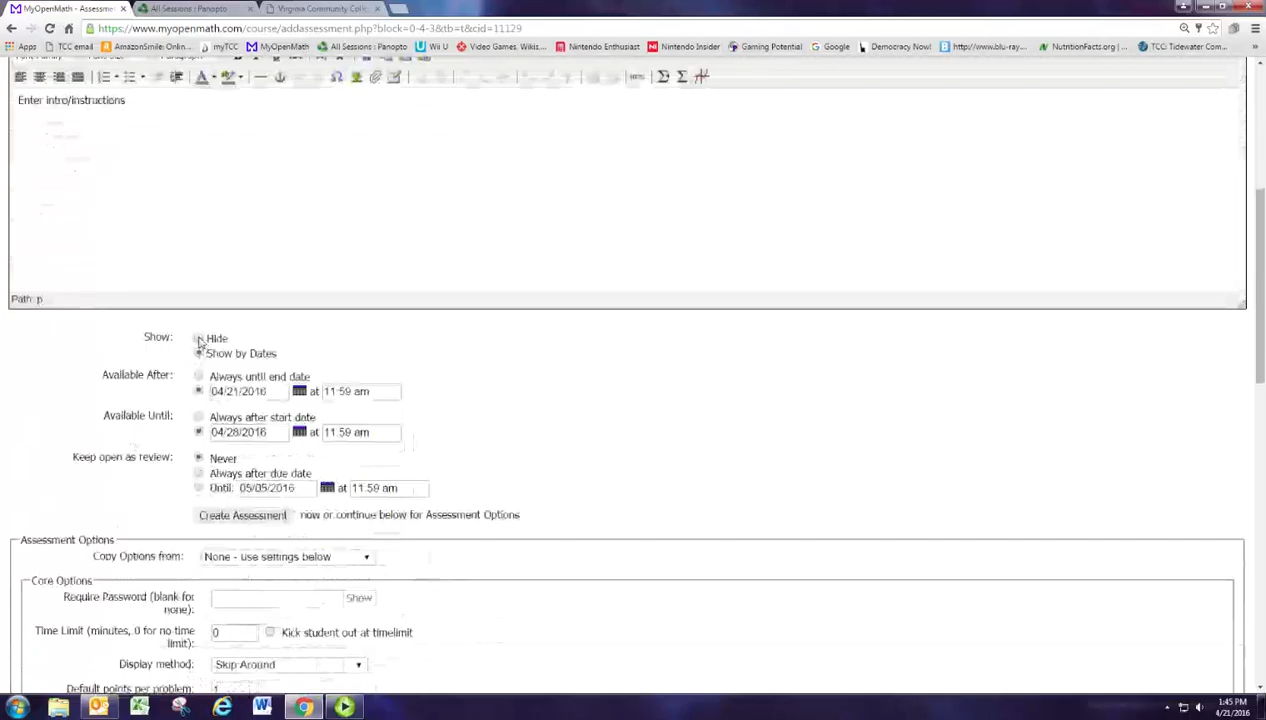 MyOpenMath - Assessme
All Sessions : Panopto
Virginia Community Colle
https://www.myopenmath.com/course/addassessment.php?block=0-4-3&tb=t&cid=11129
Apps TCC email AmazonSmile: Onlin... myTCC MyOpenMath All Sessions : Panopto Wii U Video Games, Wikis,... Nintendo Enthusiast Nintendo Insider Gaming Potential Google Democracy Now! http://www.blu-ray... NutritionFacts.org |... TCC: Tidewater Com...
Enter intro/instructions
Path: p
Show: Hide
Show by Dates
Available After: Always until end date
04/21/2016 at 11:59 am
Available Until: Always after start date
04/28/2016 at 11:59 am
Keep open as review: Never
Always after due date
Until: 05/05/2016 at 11:59 am
Create Assessment now or continue below for Assessment Options
Assessment Options
Copy Options from: None - use settings below
Core Options
Require Password (blank for none): Show
Time Limit (minutes, 0 for no time limit): 0 Kick student out at timelimit
Display method: Skip Around
Default points per problem:
1:45 PM
4/21/2016